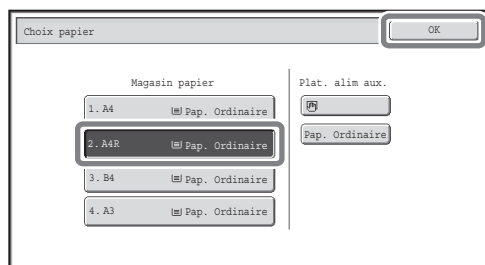 Choix papier
OK
Magasin papier
Plat. alim aux.
1. A4 Pap. Ordinaire
2. A4R Pap. Ordinaire
Pap. Ordinaire
3. B4 Pap. Ordinaire
4. A3 Pap. Ordinaire